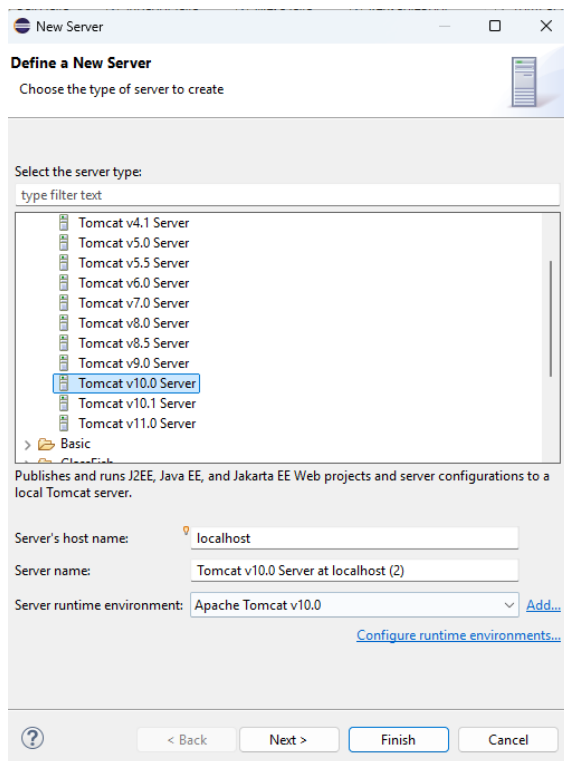 New Server
Define a New Server
Choose the type of server to create
Select the server type:
type filter text
Tomcat v4.1 Server
Tomcat v5.0 Server
Tomcat v5.5 Server
Tomcat v6.0 Server
Tomcat v7.0 Server
Tomcat v8.0 Server
Tomcat v8.5 Server
Tomcat v9.0 Server
Tomcat v10.0 Server
Tomcat v10.1 Server
Tomcat v11.0 Server
Basic
GlassFish
Publishes and runs J2EE, Java EE, and Jakarta EE Web projects and server configurations to a
local Tomcat server.
Server's host name: localhost
Server name: Tomcat v10.0 Server at localhost (2)
Server runtime environment: Apache Tomcat v10.0 Add...
Configure runtime environments...
? < Back Next > Finish Cancel